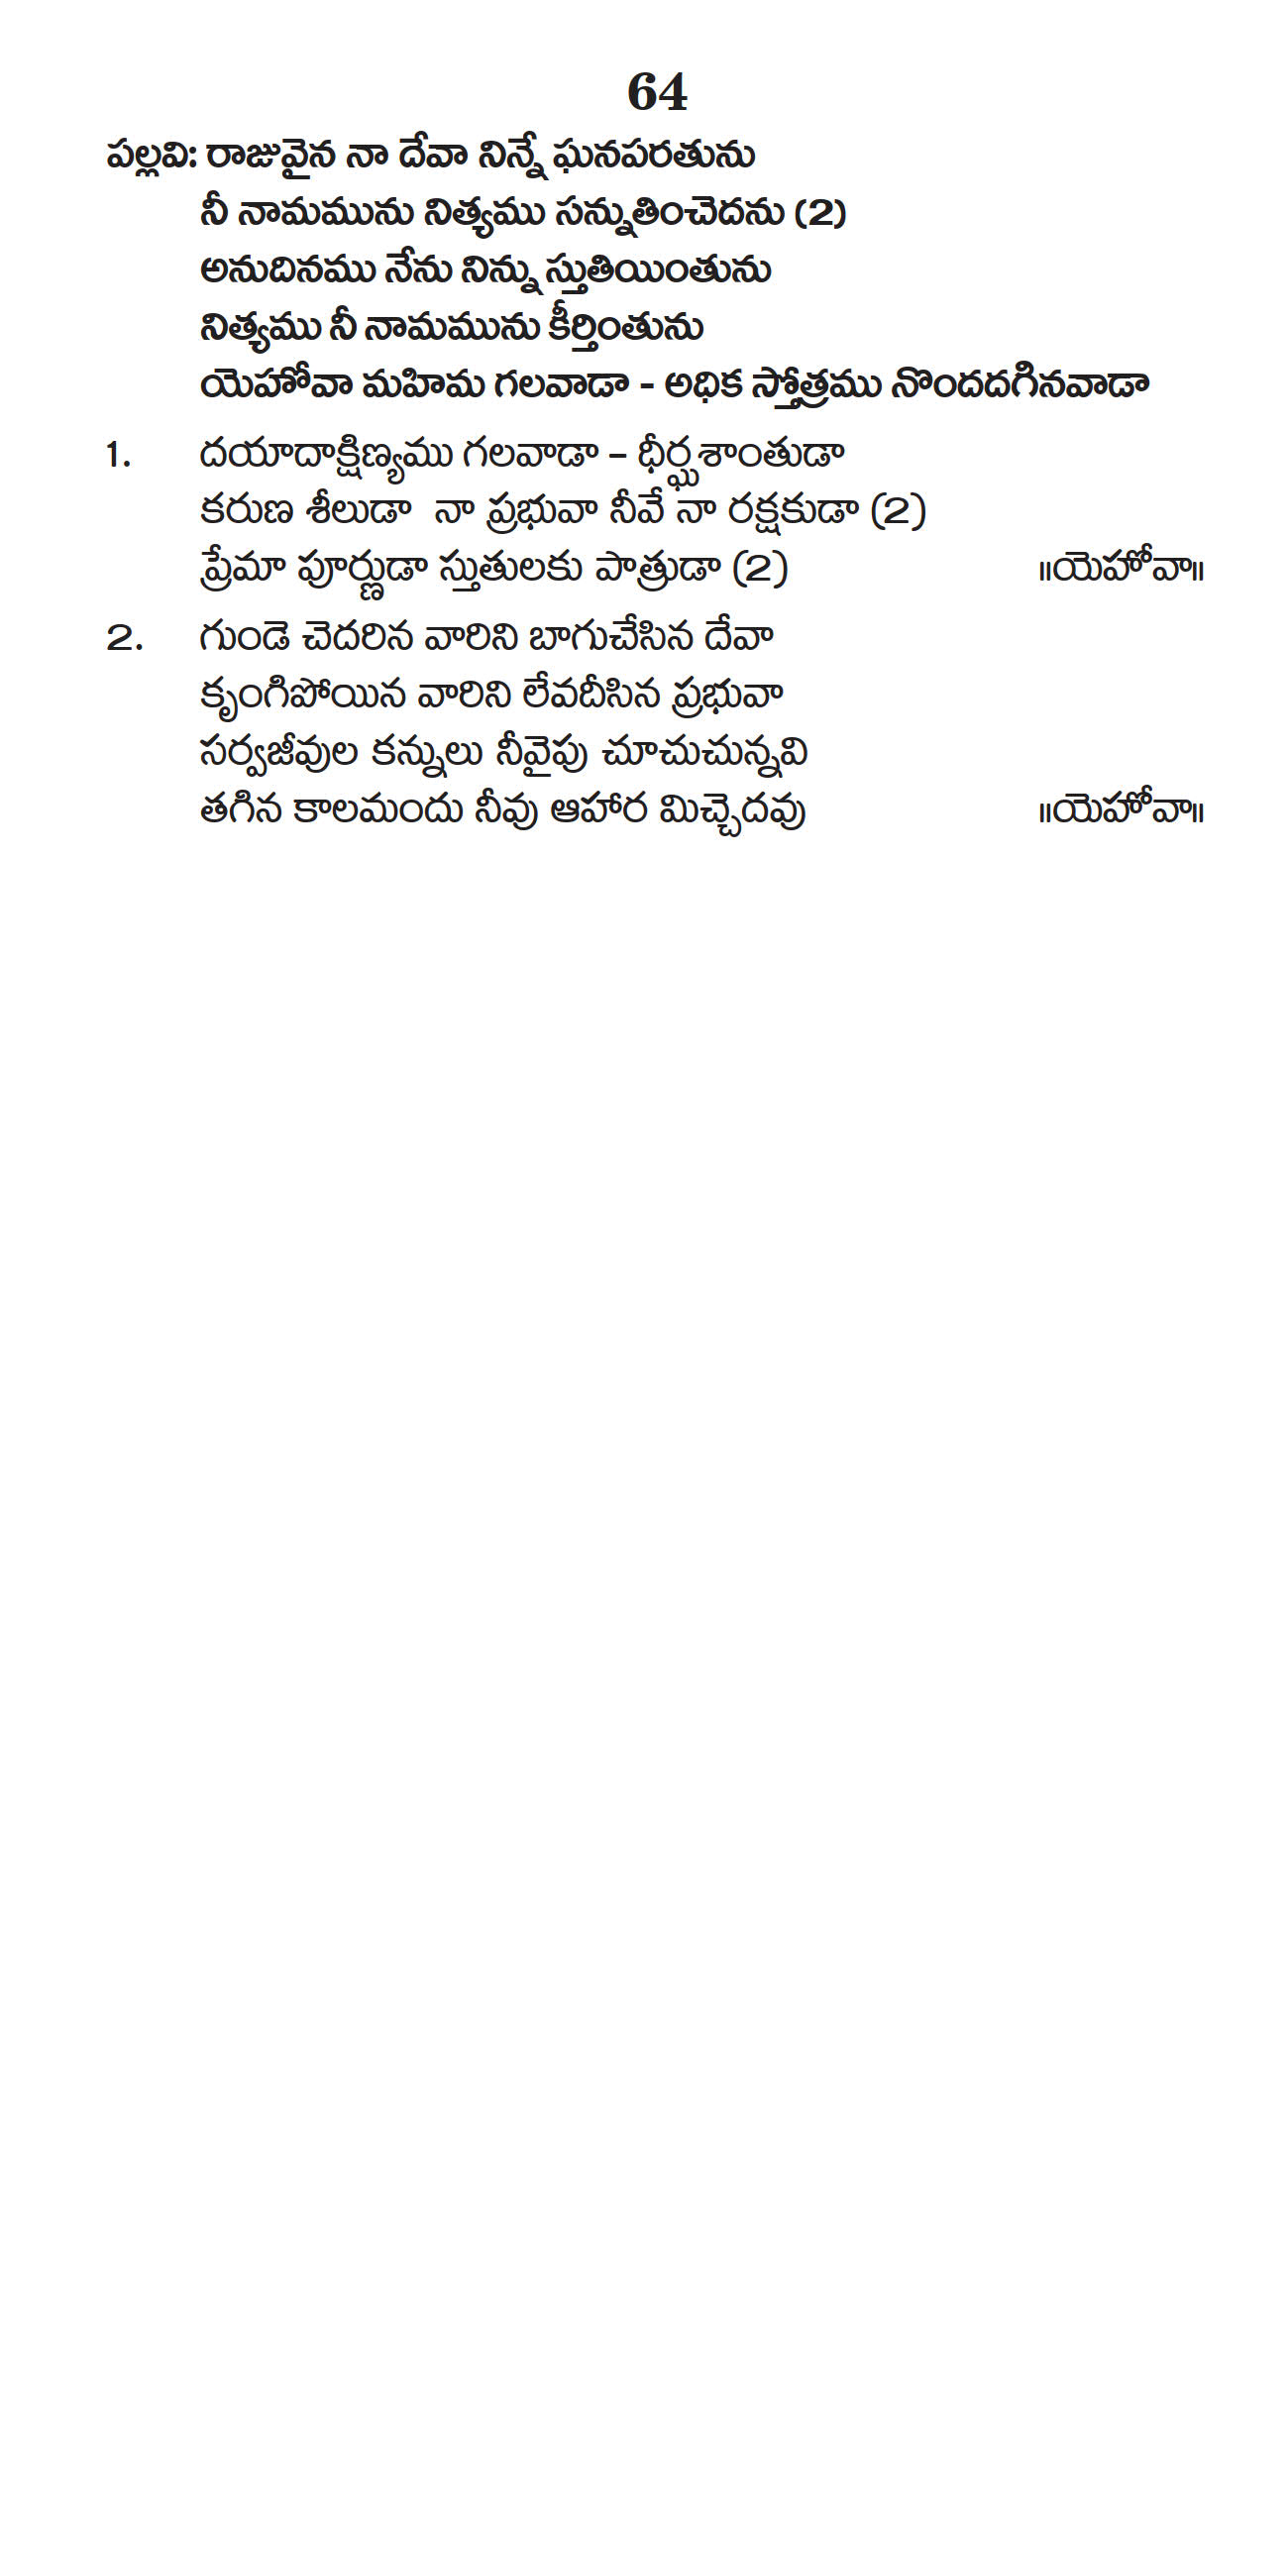 64
పల్లవి: రాజువైన నా దేవా నిన్నే ఘనపరతును
నీ నామమును నిత్యము సన్నుతించెదను (2)
అనుదినము నేను నిన్ను స్తుతియింతును
నిత్యము నీ నామమును కీర్తింతును
యెహోవా మహిమ గలవాడా - అధిక స్తోత్రము నొందదగినవాడా
1. దయాదాక్షిణ్యము గలవాడా – ధీర్ఘశాంతుడా
కరుణ శీలుడా నా ప్రభువా నీవే నా రక్షకుడా (2)
ప్రేమా పూర్ణుడా స్తుతులకు పాత్రుడా (2) ॥యెహోవా॥
2. గుండె చెదరిన వారిని బాగుచేసిన దేవా
కృంగిపోయిన వారిని లేవదీసిన ప్రభువా
సర్వజీవుల కన్నులు నీవైపు చూచుచున్నవి
తగిన కాలమందు నీవు ఆహార మిచ్చెదవు ॥యెహోవా॥